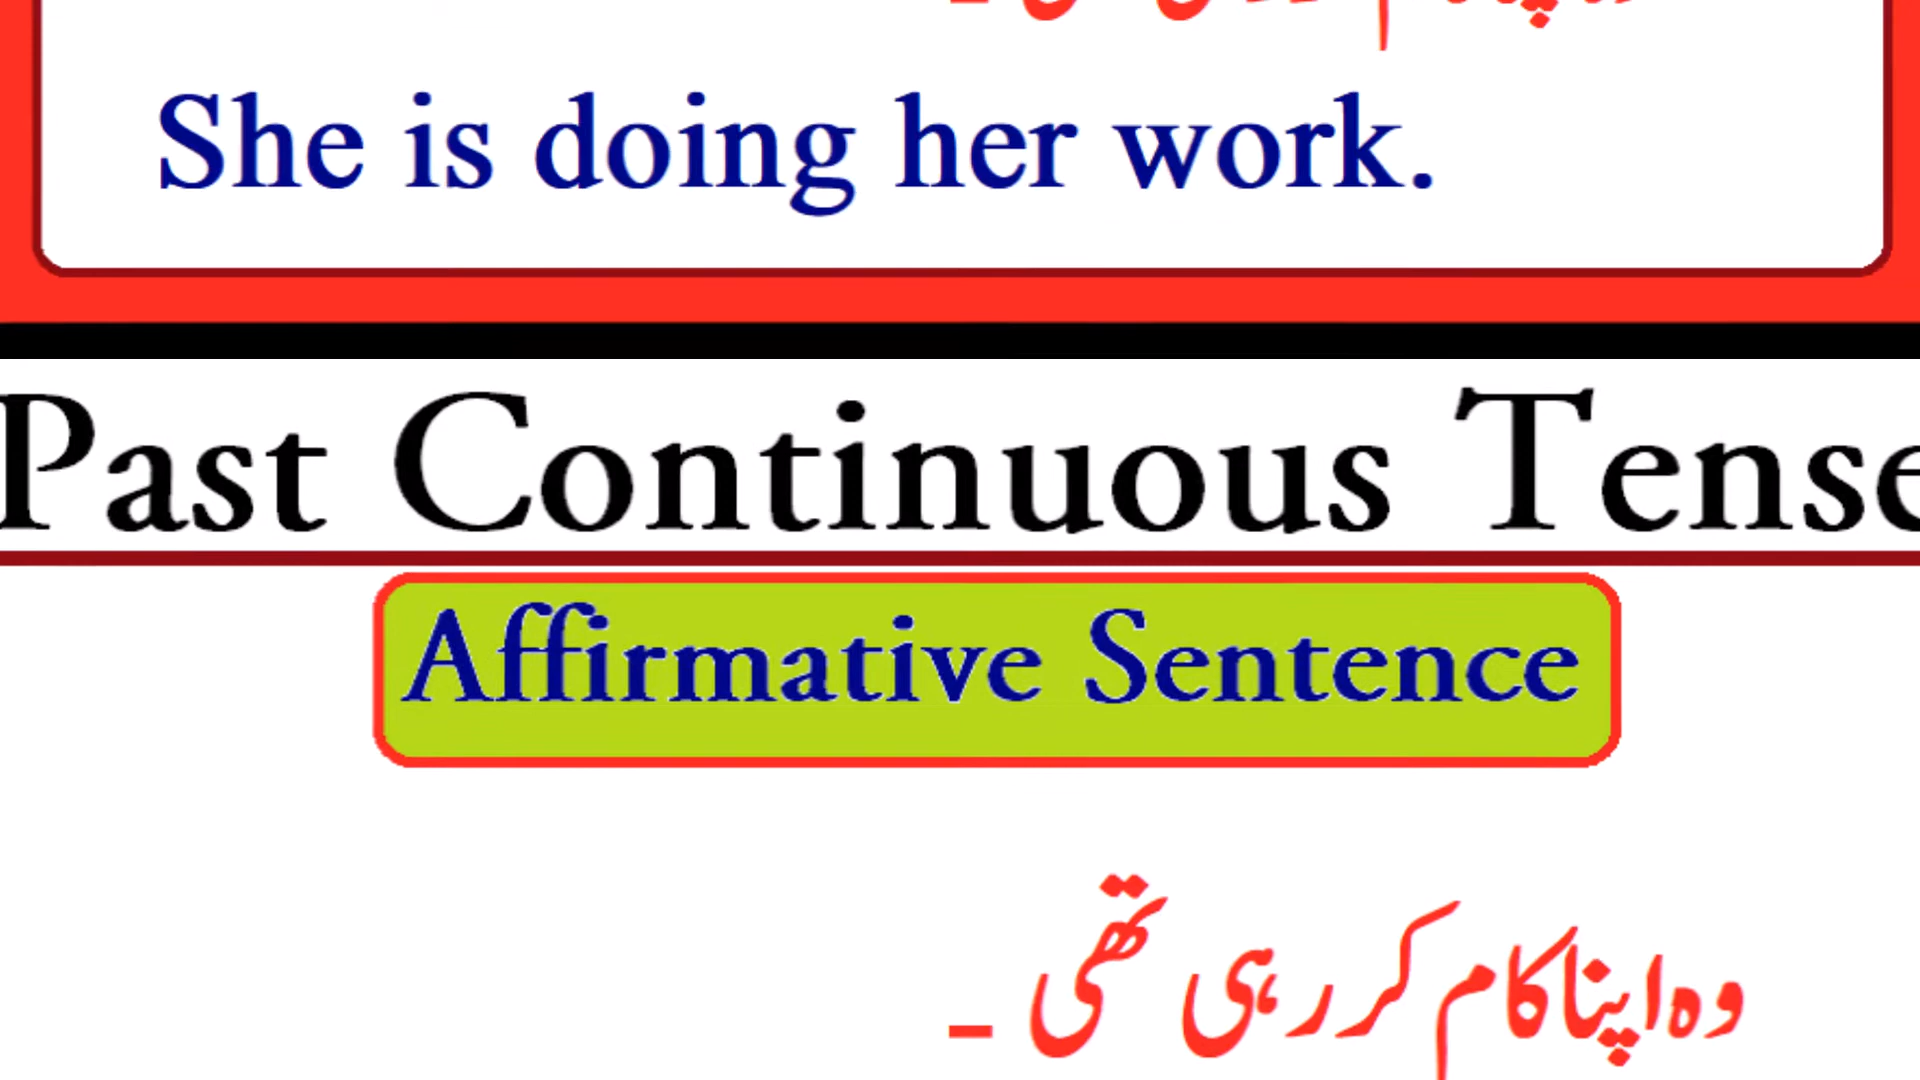 She is doing her work.
Past Continuous Tense
Affirmative Sentence
وہ اپنا کام کر رہی تھی ۔